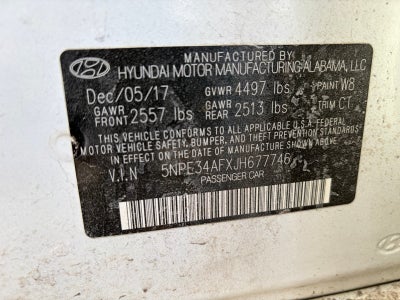 MANUFACTURED BY
HYUNDAI MOTOR MANUFACTURING ALABAMA, LLC
Dec/05/17 GVWR 4497 lbs PAINT W8
GAWR FRONT 2557 lbs GAWR REAR 2513 lbs TRIM CT
THIS VEHICLE CONFORMS TO ALL APPLICABLE U.S. FEDERAL
MOTOR VEHICLE SAFETY, BUMPER, AND THEFT PREVENTION
STANDARDS IN EFFECT ON THE DATE OF MANUFACTURE SHOWN ABOVE.
V.I.N 5NPE34AFXJH677746
PASSENGER CAR